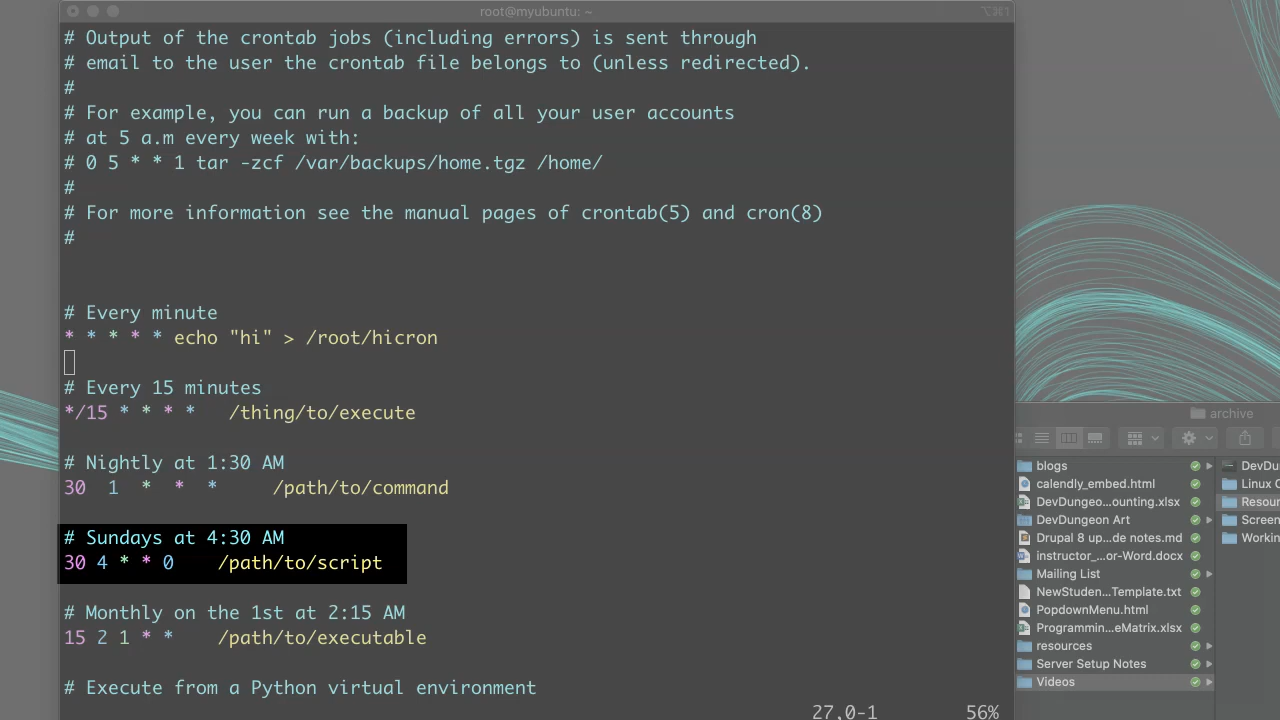 root@myubuntu: ~
⌥⌘1
# Output of the crontab jobs (including errors) is sent through
# email to the user the crontab file belongs to (unless redirected).
#
# For example, you can run a backup of all your user accounts
# at 5 a.m every week with:
# 0 5 * * 1 tar -zcf /var/backups/home.tgz /home/
#
# For more information see the manual pages of crontab(5) and cron(8)
#
# Every minute
* * * * * echo "hi" > /root/hicron
# Every 15 minutes
*/15 * * * *   /thing/to/execute
# Nightly at 1:30 AM
30  1  *  *  *     /path/to/command
# Sundays at 4:30 AM
30 4 * * 0    /path/to/script
# Monthly on the 1st at 2:15 AM
15 2 1 * *    /path/to/executable
# Execute from a Python virtual environment
27,0-1        56%
archive
blogs
calendly_embed.html
DevDungeo...ounting.xlsx
DevDungeon Art
Drupal 8 up...de notes.md
instructor_...or-Word.docx
Mailing List
NewStuden...Template.txt
PopdownMenu.html
Programmin...eMatrix.xlsx
resources
Server Setup Notes
Videos
DevDu
Linux C
Resour
Screen
Workin